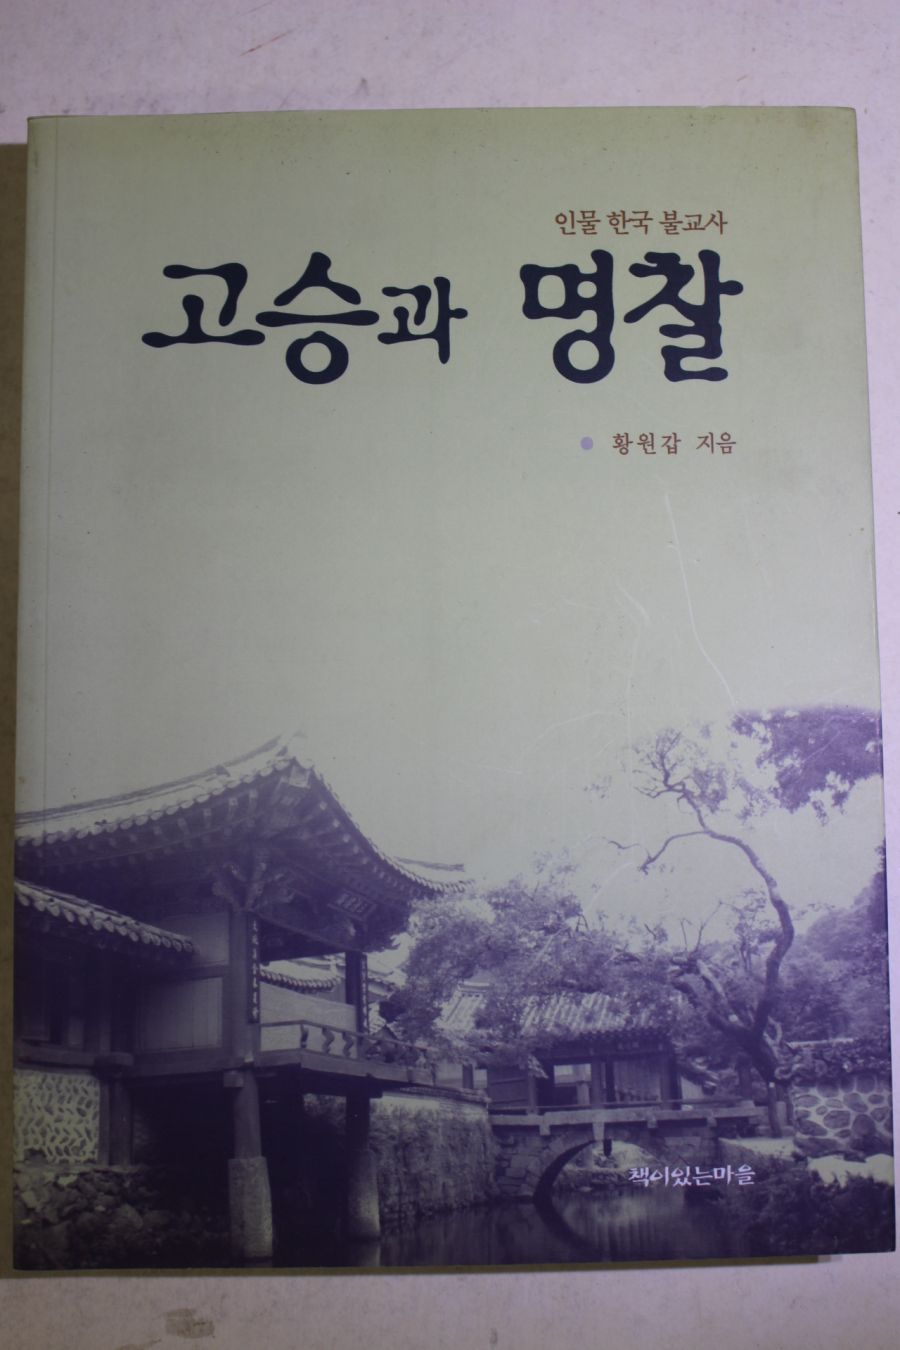 인물 한국 불교사
고승과 명찰
황원갑 지음
책이있는마을